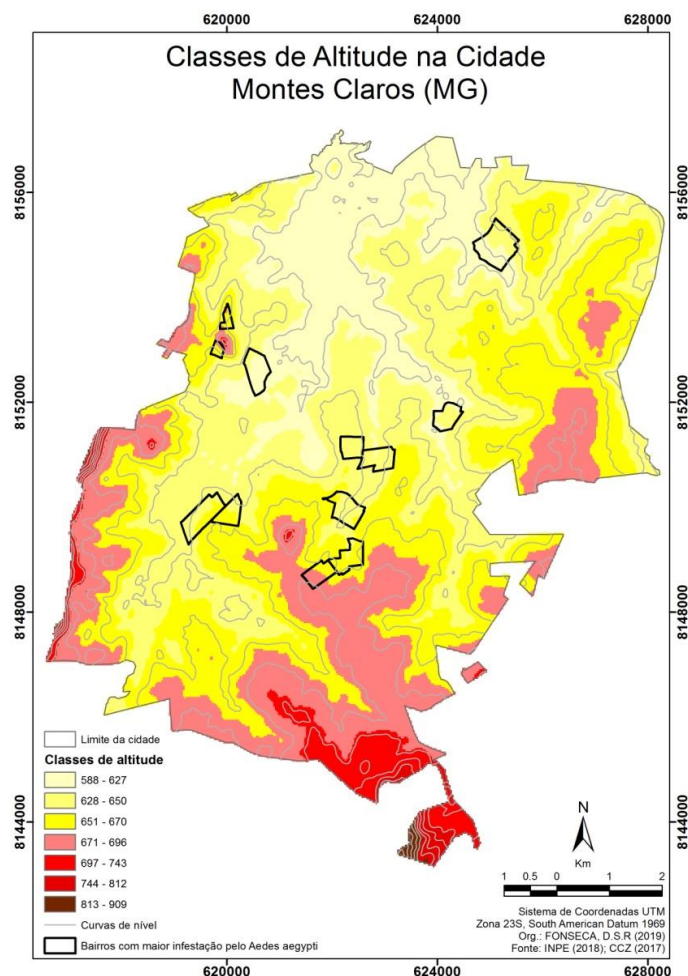 620000 624000 628000
Classes de Altitude na Cidade
Montes Claros (MG)
8156000 8156000
8152000 8152000
8148000 8148000
8144000 8144000
Limite da cidade
Classes de altitude
588 - 627
628 - 650
651 - 670
671 - 696
697 - 743
744 - 812
813 - 909
Curvas de nível
Bairros com maior infestação pelo Aedes aegypti
N
Km
1 0.5 0 1 2
Sistema de Coordenadas UTM
Zona 23S, South American Datum 1969
Org.: FONSECA, D.S.R (2019)
Fonte: INPE (2018); CCZ (2017)
620000 624000 628000